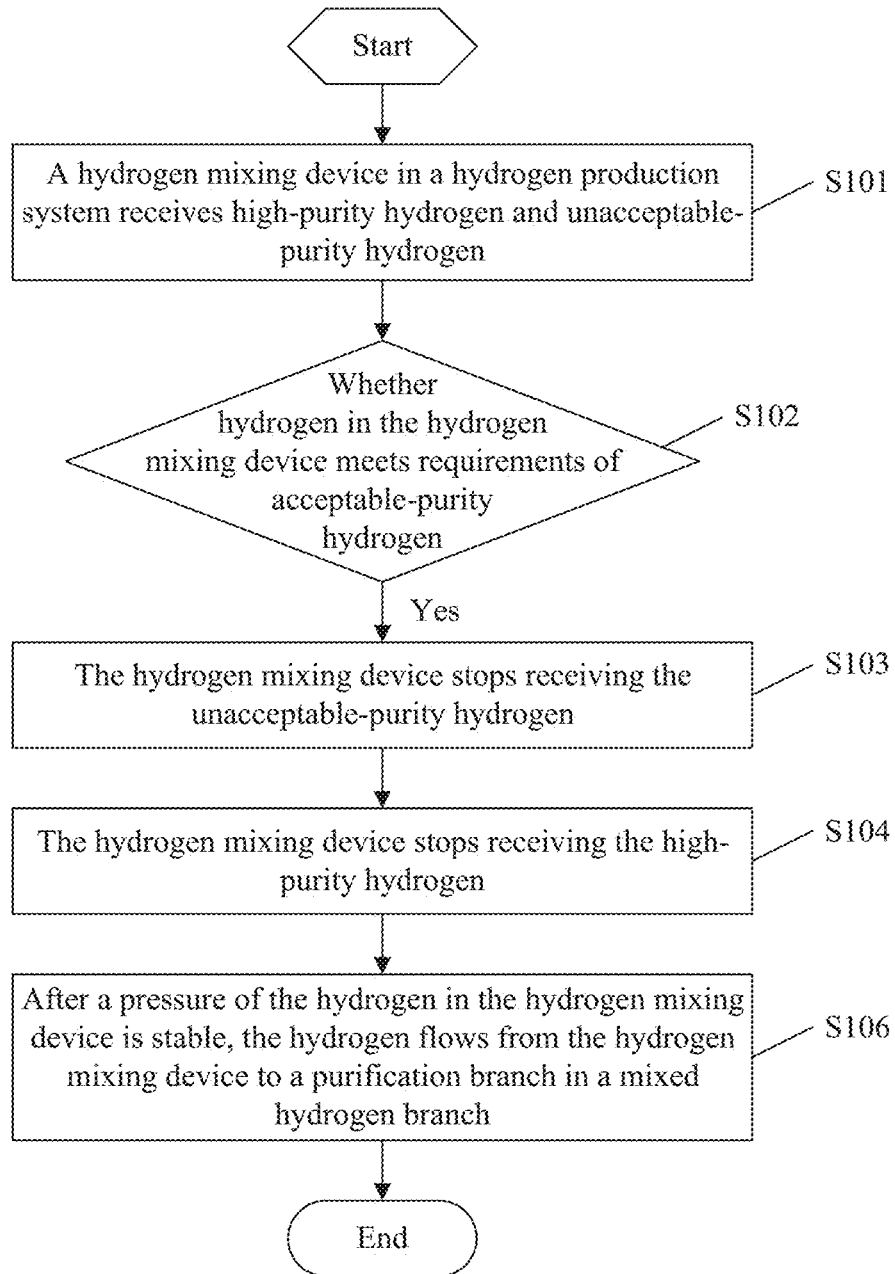 Start
A hydrogen mixing device in a hydrogen production
system receives high-purity hydrogen and unacceptable-
purity hydrogen
S101
Whether
hydrogen in the hydrogen
mixing device meets requirements of
acceptable-purity
hydrogen
S102
Yes
The hydrogen mixing device stops receiving the
unacceptable-purity hydrogen
S103
The hydrogen mixing device stops receiving the high-
purity hydrogen
S104
After a pressure of the hydrogen in the hydrogen mixing
device is stable, the hydrogen flows from the hydrogen
mixing device to a purification branch in a mixed
hydrogen branch
S106
End